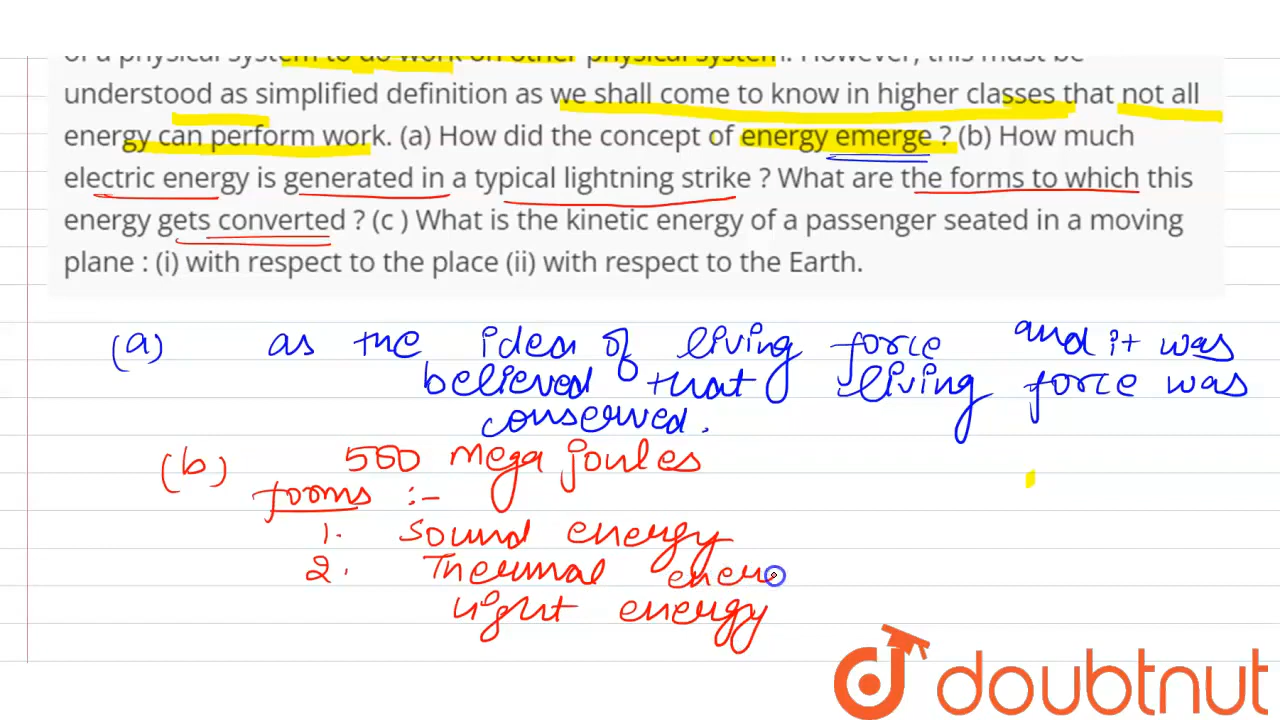 of a physical system to do work on other physical system. However, this must be
understood as simplified definition as we shall come to know in higher classes that not all
energy can perform work. (a) How did the concept of energy emerge ? (b) How much
electric energy is generated in a typical lightning strike ? What are the forms to which this
energy gets converted ? (c ) What is the kinetic energy of a passenger seated in a moving
plane : (i) with respect to the place (ii) with respect to the Earth.
(a) as the idea of living force and it was
believed that living force was
conserved.
(b) 500 mega joules
forms :-
1. Sound energy
2. Thermal ener
light energy
doubtnut